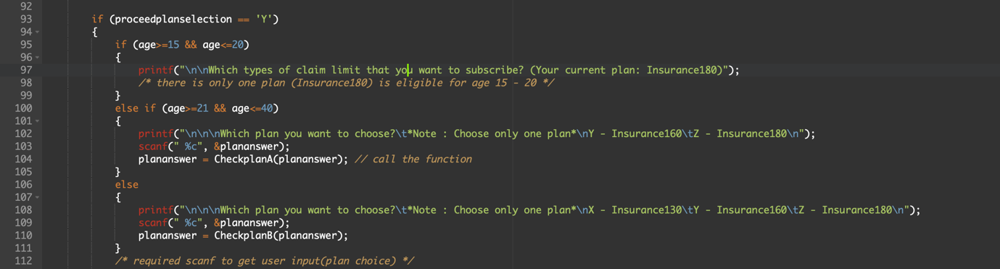 92
93 if (proceedplanselection == 'Y')
94 {
95 if (age>=15 && age<=20)
96 {
97 printf("\n\nWhich types of claim limit that you want to subscribe? (Your current plan: Insurance180)");
98 /* there is only one plan (Insurance180) is eligible for age 15 - 20 */
99 }
100 else if (age>=21 && age<=40)
101 {
102 printf("\n\n\nWhich plan you want to choose?\t*Note : Choose only one plan*\nY - Insurance160\tZ - Insurance180\n");
103 scanf(" %c", &plananswer);
104 plananswer = CheckplanA(plananswer); // call the function
105 }
106 else
107 {
108 printf("\n\n\nWhich plan you want to choose?\t*Note : Choose only one plan*\nX - Insurance130\tY - Insurance160\tZ - Insurance180\n");
109 scanf(" %c", &plananswer);
110 plananswer = CheckplanB(plananswer);
111 }
112 /* required scanf to get user input(plan choice) */